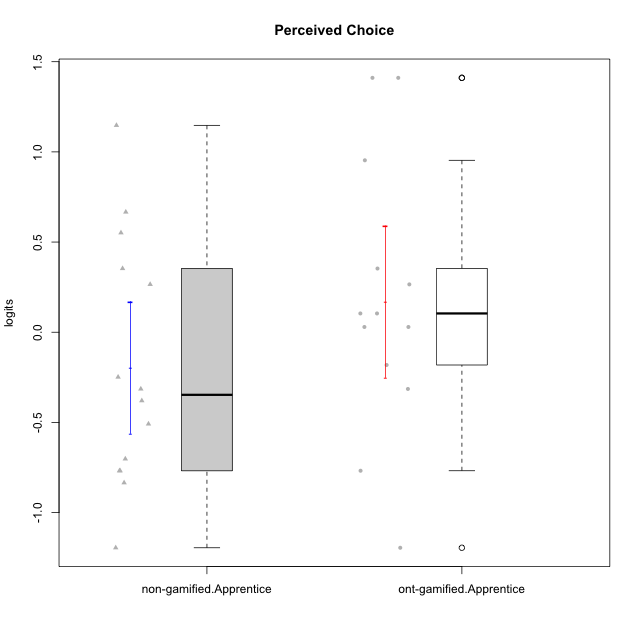 Perceived Choice
1.5
1.0
0.5
0.0
-0.5
-1.0
logits
non-gamified.Apprentice
ont-gamified.Apprentice